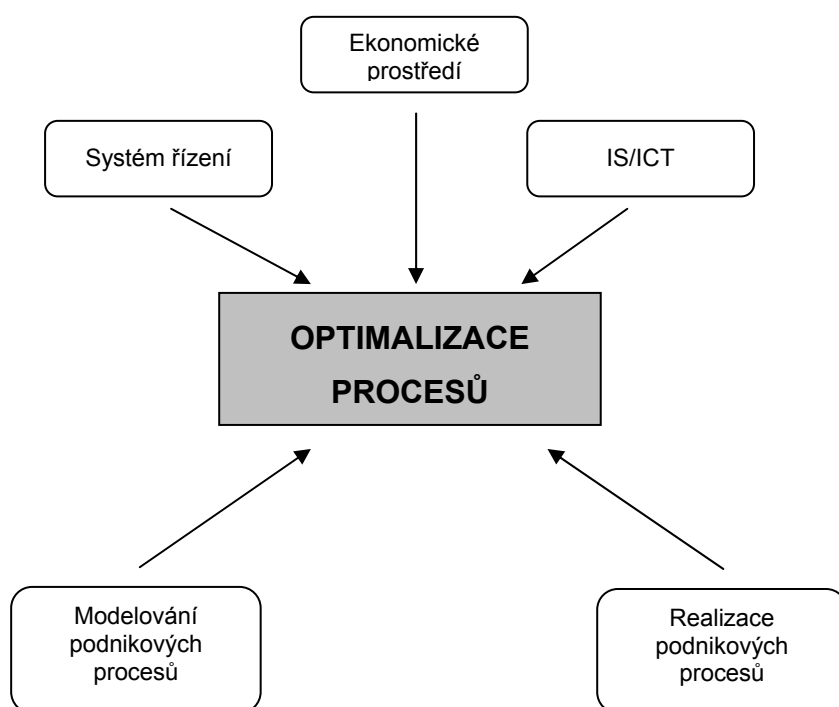 Ekonomické
prostředí
Systém řízení
IS/ICT
OPTIMALIZACE
PROCESŮ
Modelování
podnikových
procesů
Realizace
podnikových
procesů